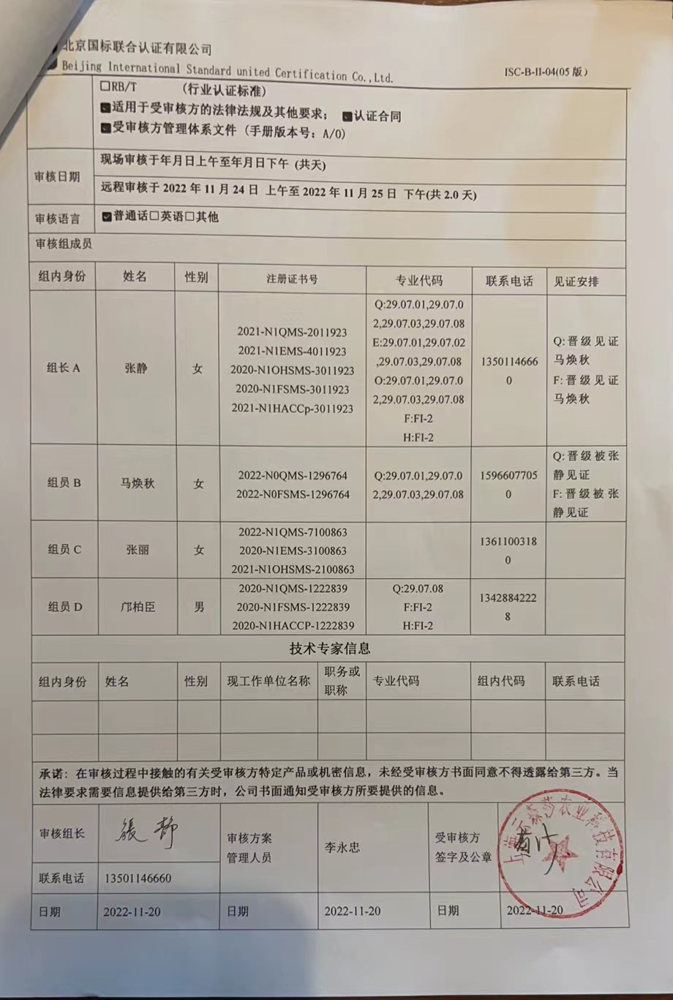 北京国标联合认证有限公司
Beijing International Standard united Certification Co.,Ltd.
ISC-B-II-04(05 版)
□RB/T (行业认证标准)
☑适用于受审核方的法律法规及其他要求； ☑认证合同
☑受审核方管理体系文件 (手册版本号：A/0)
审核日期
现场审核于年月日上午至年月日下午 (共天)
远程审核于 2022 年 11 月 24 日 上午至 2022 年 11 月 25 日 下午(共 2.0 天)
审核语言
☑普通话□英语□其他
审核组成员
组内身份 姓名 性别 注册证书号 专业代码 联系电话 见证安排
组长 A
张静
女
2021-N1QMS-2011923
2021-N1EMS-4011923
2020-N1OHSMS-3011923
2020-N1FSMS-3011923
2021-N1HACCp-3011923
Q:29.07.01,29.07.0
2,29.07.03,29.07.08
E:29.07.01,29.07.02
,29.07.03,29.07.08
O:29.07.01,29.07.0
2,29.07.03,29.07.08
F:FI-2
H:FI-2
1350114666
0
Q:晋级见证
马焕秋
F:晋级见证
马焕秋
组员 B
马焕秋
女
2022-N0QMS-1296764
2022-N0FSMS-1296764
Q:29.07.01,29.07.0
2,29.07.03,29.07.08
1596607705
0
Q:晋级被张
静见证
F:晋级被张
静见证
组员 C
张丽
女
2022-N1QMS-7100863
2020-N1EMS-3100863
2021-N1OHSMS-2100863
1361100318
0
组员 D
邝柏臣
男
2020-N1QMS-1222839
2020-N1FSMS-1222839
2020-N1HACCP-1222839
Q:29.07.08
F:FI-2
H:FI-2
1342884222
8
技术专家信息
组内身份 姓名 性别 现工作单位名称
职务或
职称
专业代码 组内代码 联系电话
承诺：在审核过程中接触的有关受审核方特定产品或机密信息，未经受审核方书面同意不得透露给第三方。当
法律要求需要信息提供给第三方时，公司书面通知受审核方所要提供的信息。
审核组长
張静
审核方案
管理人员
李永忠
受审核方
签字及公章
联系电话 13501146660
日期 2022-11-20 日期 2022-11-20 日期 2022-11-20